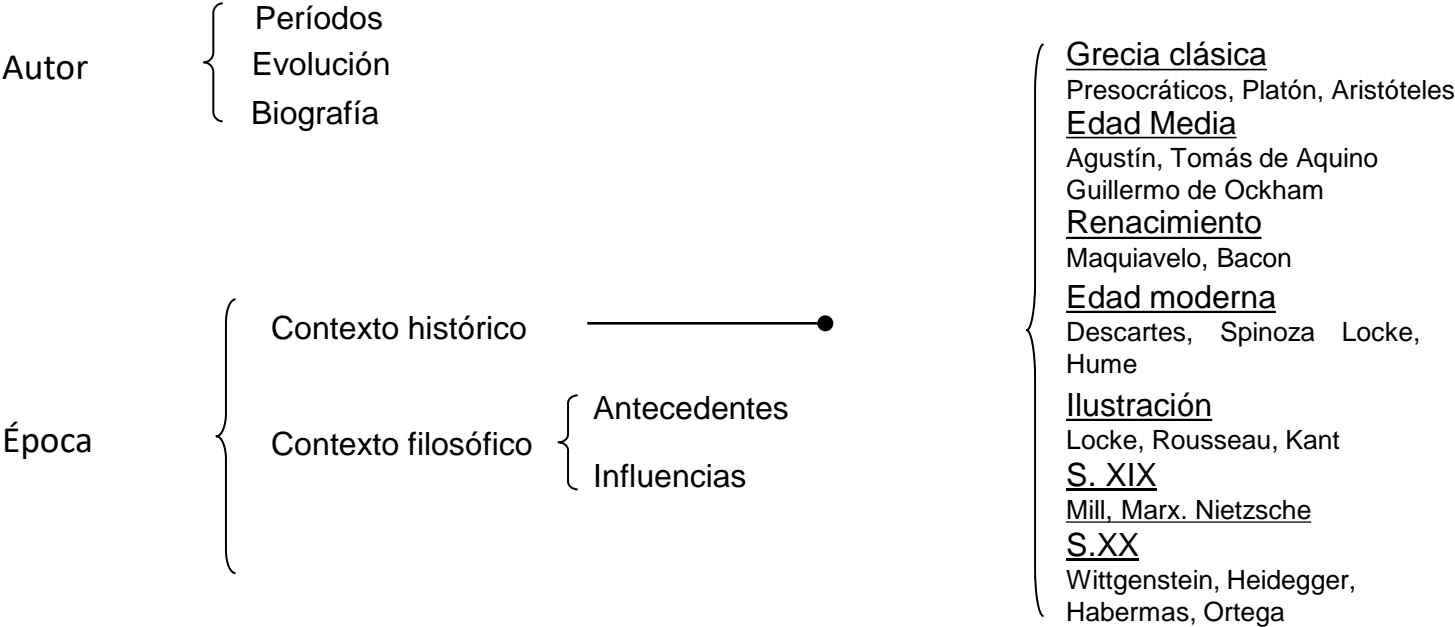 Autor
Períodos
Evolución
Biografía
Época
Contexto histórico
Contexto filosófico
Antecedentes
Influencias
Grecia clásica
Presocráticos, Platón, Aristóteles
Edad Media
Agustín, Tomás de Aquino
Guillermo de Ockham
Renacimiento
Maquiavelo, Bacon
Edad moderna
Descartes, Spinoza Locke,
Hume
Ilustración
Locke, Rousseau, Kant
S. XIX
Mill, Marx. Nietzsche
S.XX
Wittgenstein, Heidegger,
Habermas, Ortega